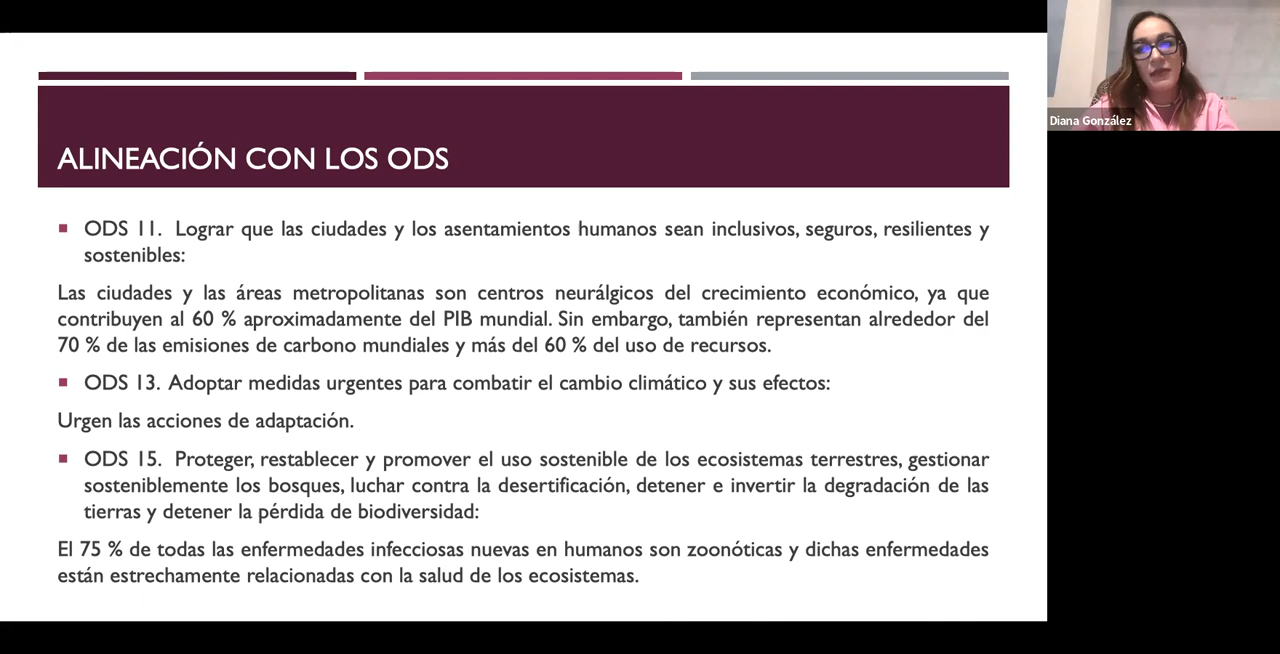 ALINEACIÓN CON LOS ODS
ODS 11. Lograr que las ciudades y los asentamientos humanos sean inclusivos, seguros, resilientes y
sostenibles:
Las ciudades y las áreas metropolitanas son centros neurálgicos del crecimiento económico, ya que
contribuyen al 60 % aproximadamente del PIB mundial. Sin embargo, también representan alrededor del
70 % de las emisiones de carbono mundiales y más del 60 % del uso de recursos.
ODS 13. Adoptar medidas urgentes para combatir el cambio climático y sus efectos:
Urgen las acciones de adaptación.
ODS 15. Proteger, restablecer y promover el uso sostenible de los ecosistemas terrestres, gestionar
sosteniblemente los bosques, luchar contra la desertificación, detener e invertir la degradación de las
tierras y detener la pérdida de biodiversidad:
El 75 % de todas las enfermedades infecciosas nuevas en humanos son zoonóticas y dichas enfermedades
están estrechamente relacionadas con la salud de los ecosistemas.
Diana González